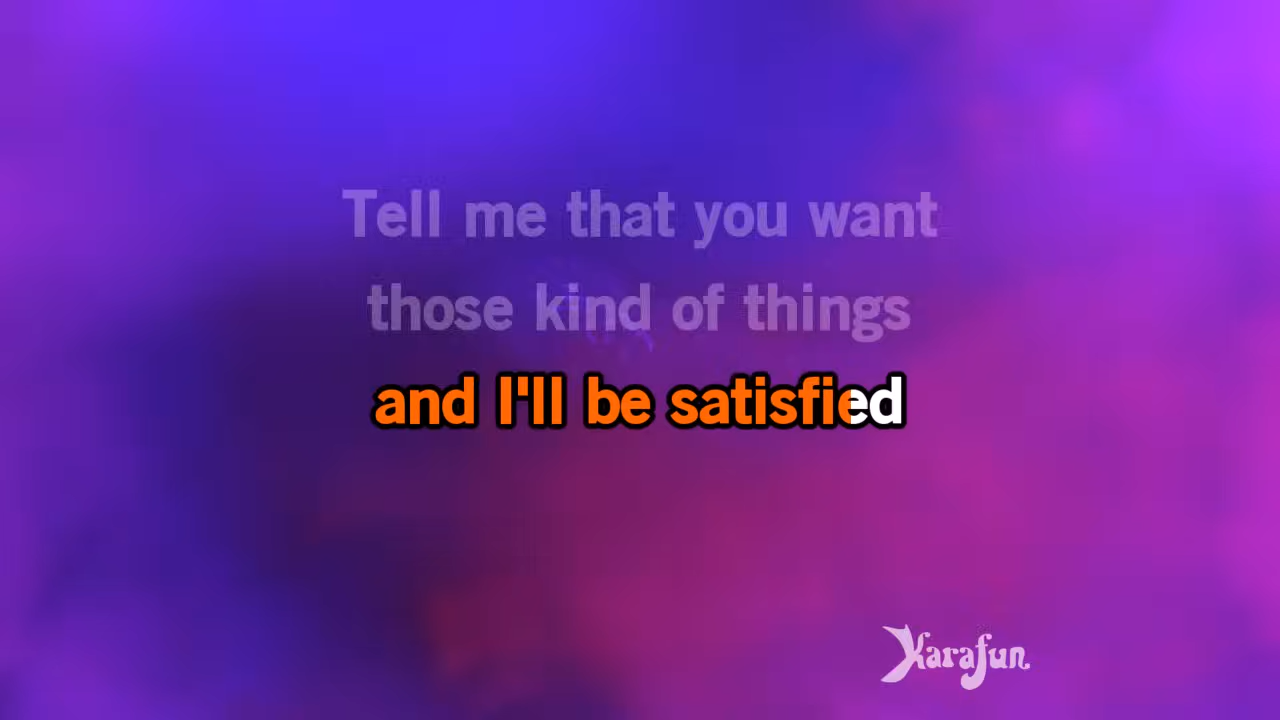 Tell me that you want
those kind of things
and I'll be satisfied
Karafun